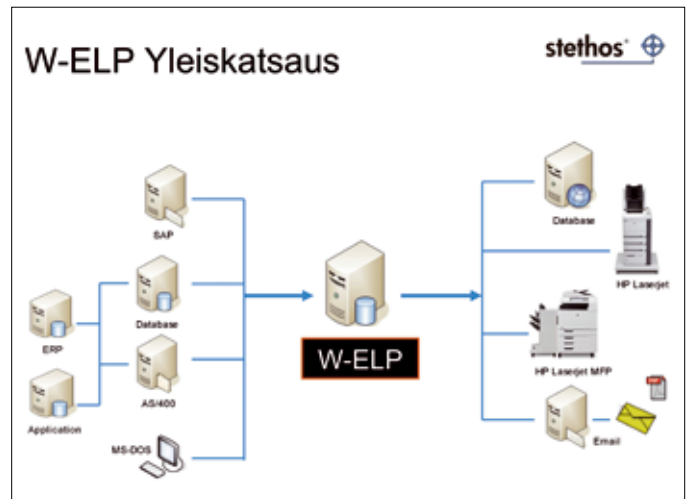 W-ELP Yleiskatsaus
stethos
SAP
Database
ERP
AS/400
Application
MS-DOS
W-ELP
Database
HP Laserjet
HP Laserjet MFP
Email